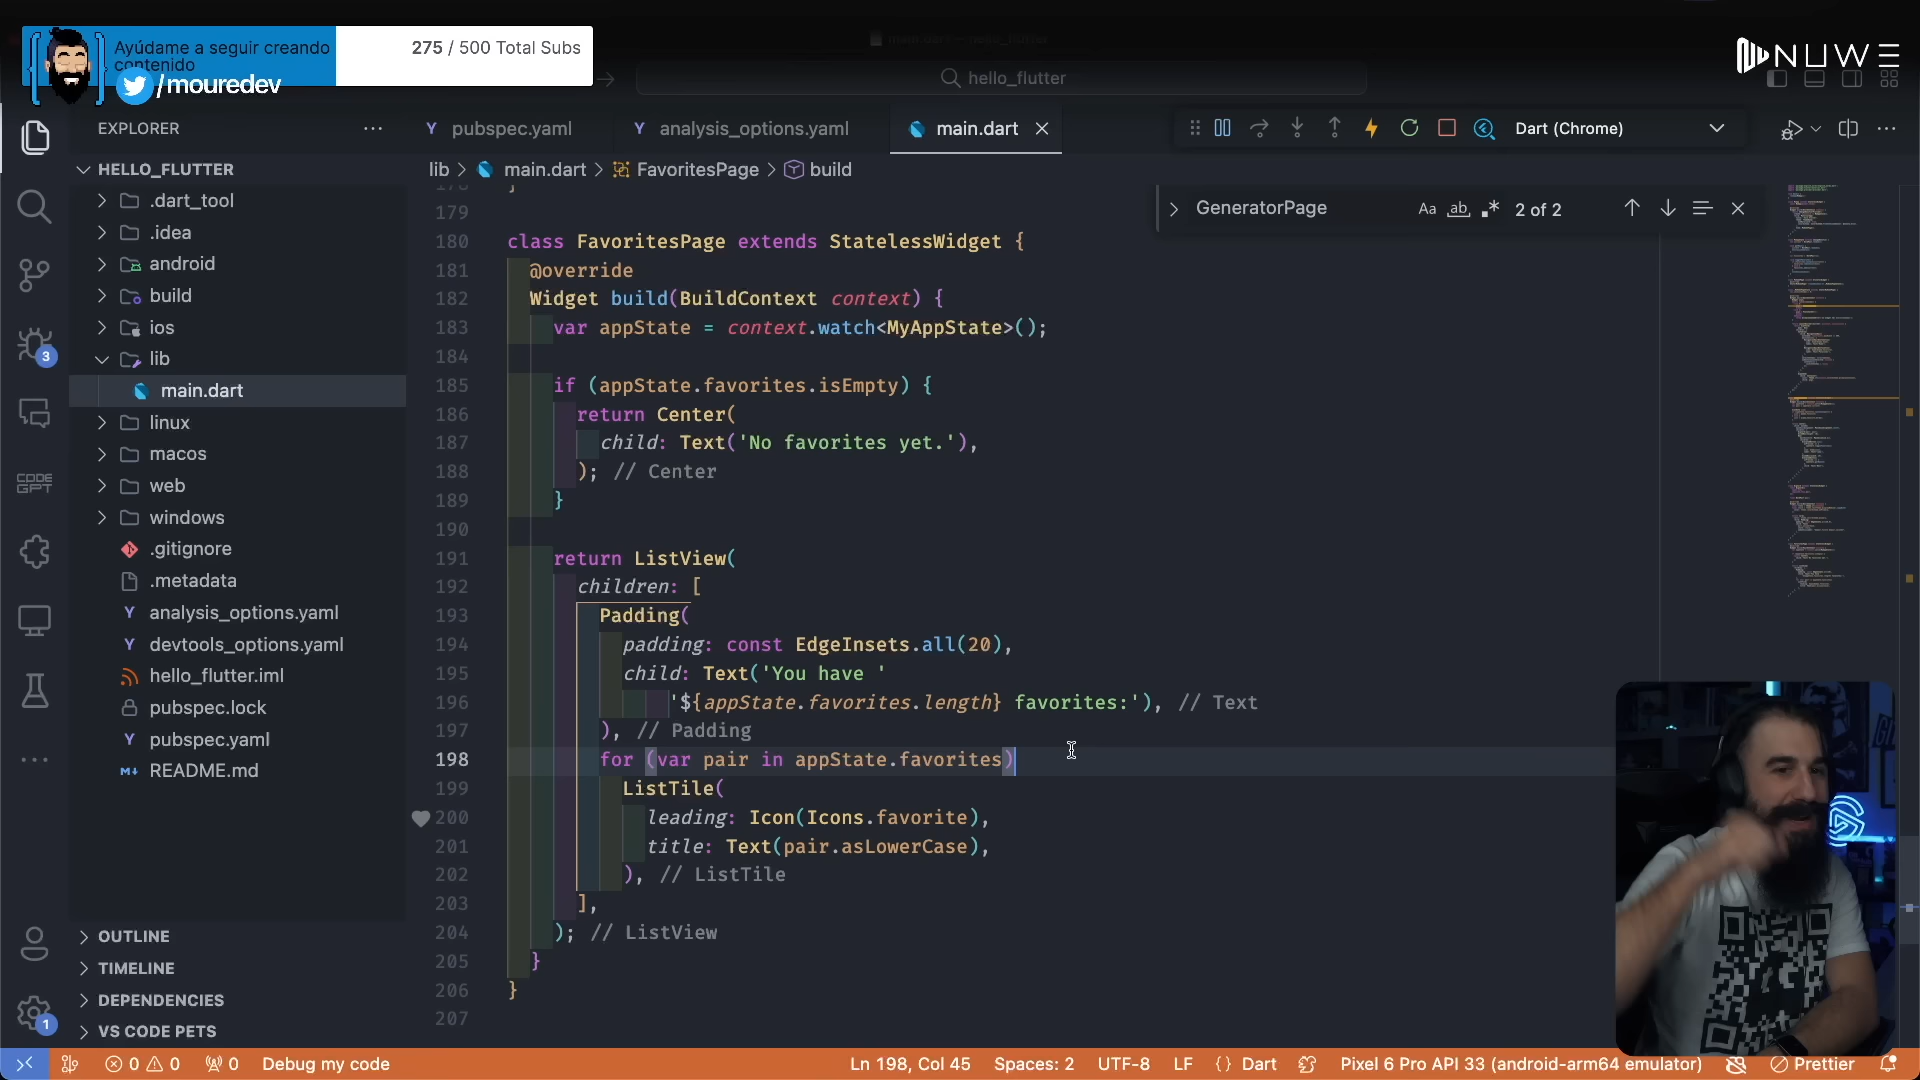 Ayúdame a seguir creando
contenido
275 / 500 Total Subs
/mouredev
hello_flutter
NUWE
EXPLORER
pubspec.yaml
analysis_options.yaml
main.dart
Dart (Chrome)
HELLO_FLUTTER
lib > main.dart > FavoritesPage > build
GeneratorPage
Aa ab .* 2 of 2
.dart_tool
.idea
android
build
ios
lib
main.dart
linux
macos
web
windows
.gitignore
.metadata
analysis_options.yaml
devtools_options.yaml
hello_flutter.iml
pubspec.lock
pubspec.yaml
README.md
3
CODE
GPT
OUTLINE
TIMELINE
DEPENDENCIES
VS CODE PETS
1
179
180 class FavoritesPage extends StatelessWidget {
181 @override
182 Widget build(BuildContext context) {
183 var appState = context.watch<MyAppState>();
184
185 if (appState.favorites.isEmpty) {
186 return Center(
187 child: Text('No favorites yet.'),
188 ); // Center
189 }
190
191 return ListView(
192 children: [
193 Padding(
194 padding: const EdgeInsets.all(20),
195 child: Text('You have '
196 '${appState.favorites.length} favorites:'), // Text
197 ), // Padding
198 for (var pair in appState.favorites)
199 ListTile(
200 leading: Icon(Icons.favorite),
201 title: Text(pair.asLowerCase),
202 ), // ListTile
203 ],
204 ); // ListView
205 }
206 }
207
0 0 0 Debug my code
Ln 198, Col 45 Spaces: 2 UTF-8 LF {} Dart Pixel 6 Pro API 33 (android-arm64 emulator) Prettier